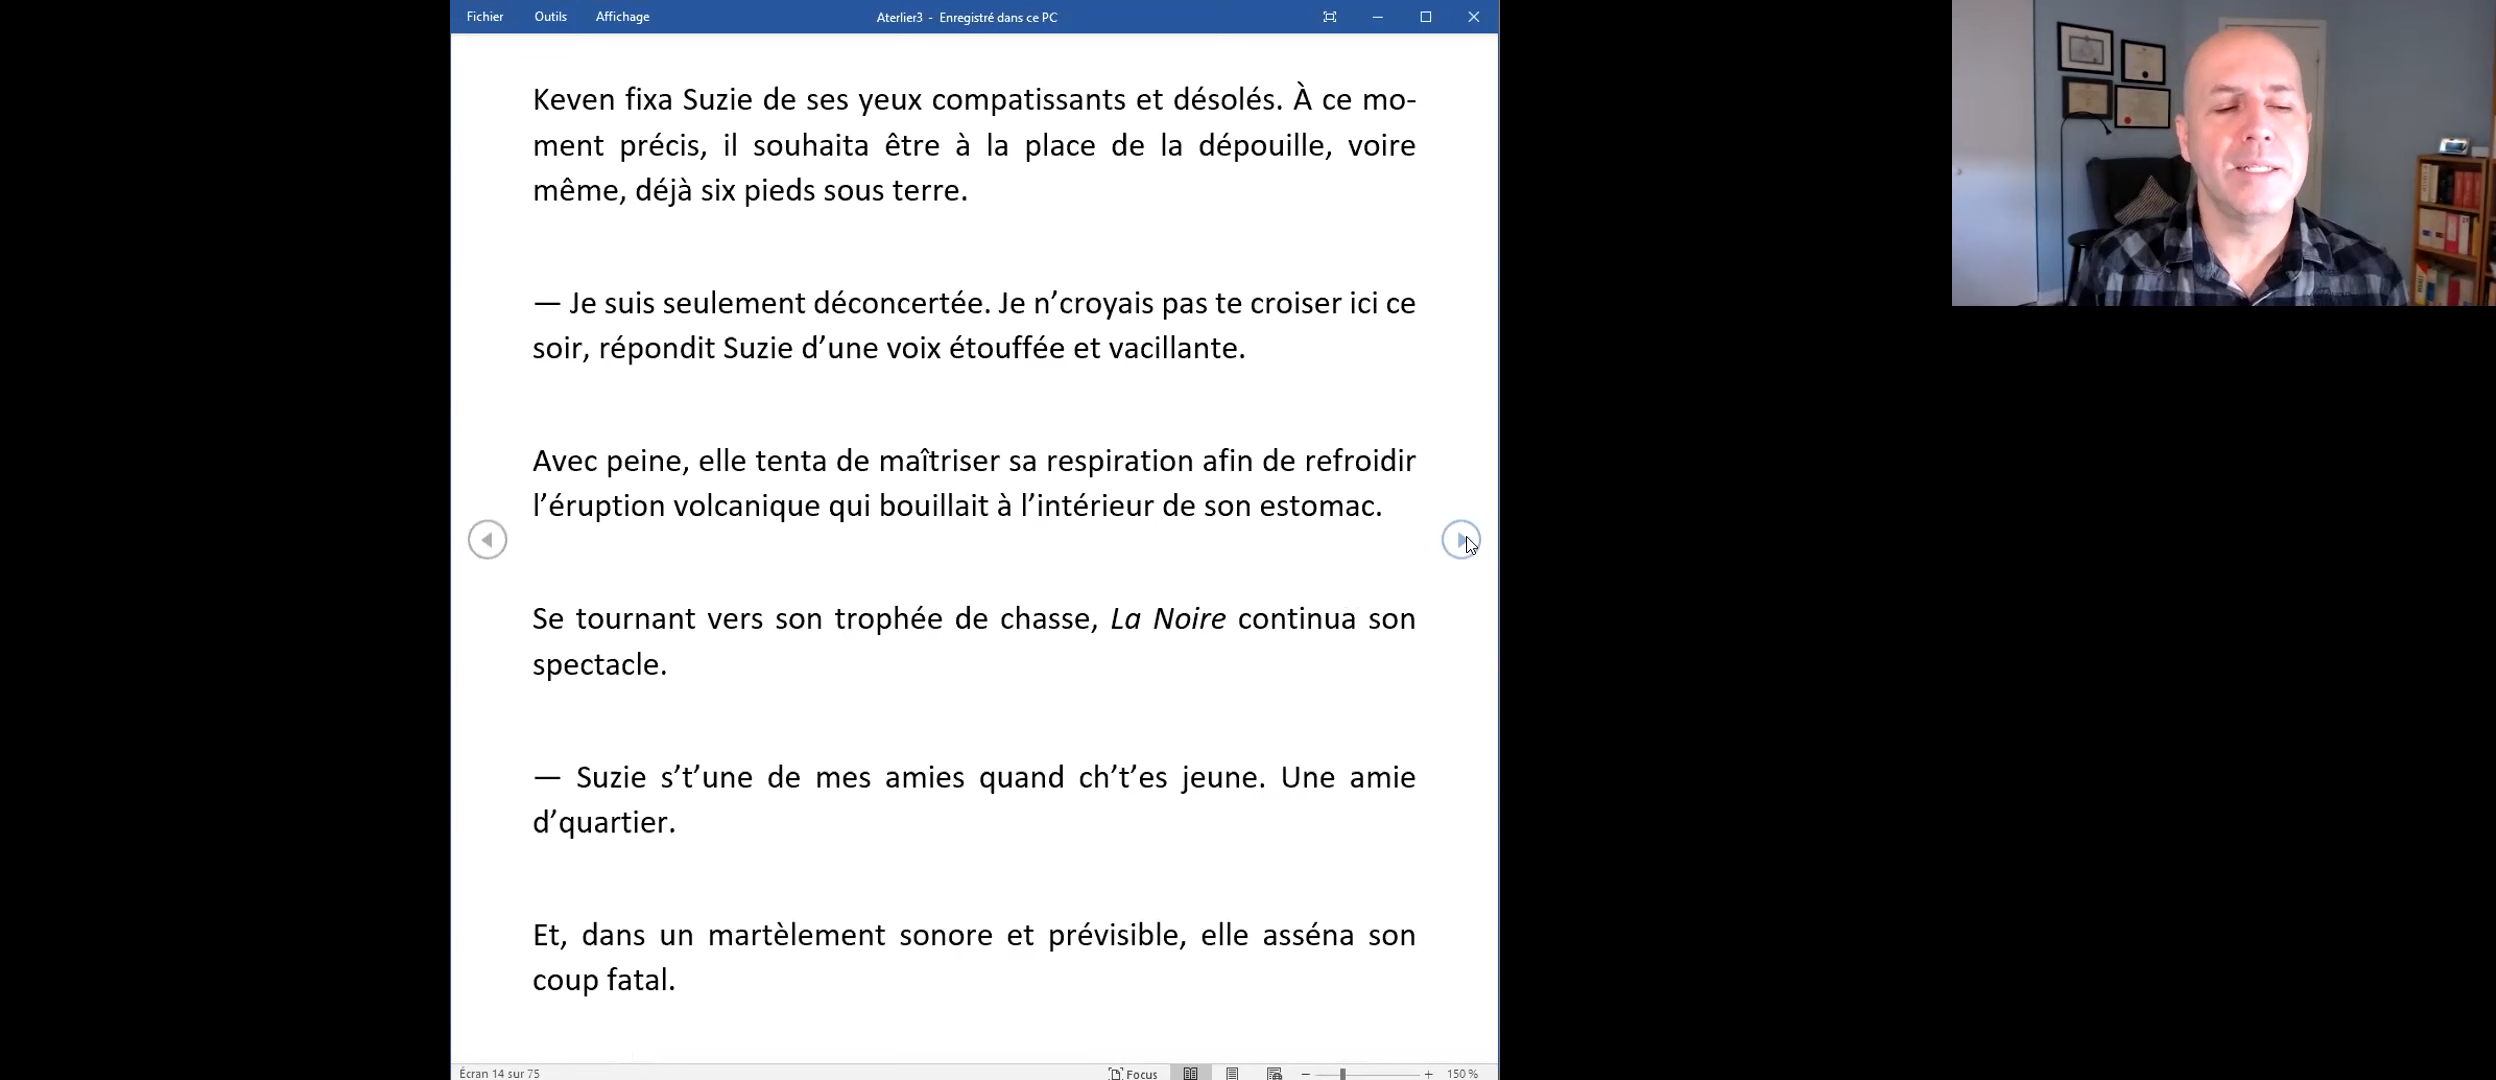 Fichier Outils Affichage Aterlier3 - Enregistré dans ce PC
Keven fixa Suzie de ses yeux compatissants et désolés. À ce mo-
ment précis, il souhaita être à la place de la dépouille, voire
même, déjà six pieds sous terre.
— Je suis seulement déconcertée. Je n’croyais pas te croiser ici ce
soir, répondit Suzie d’une voix étouffée et vacillante.
Avec peine, elle tenta de maîtriser sa respiration afin de refroidir
l’éruption volcanique qui bouillait à l’intérieur de son estomac.
Se tournant vers son trophée de chasse, La Noire continua son
spectacle.
— Suzie s’t’une de mes amies quand ch’t’es jeune. Une amie
d’quartier.
Et, dans un martèlement sonore et prévisible, elle asséna son
coup fatal.
Écran 14 sur 75 Focus 150 %